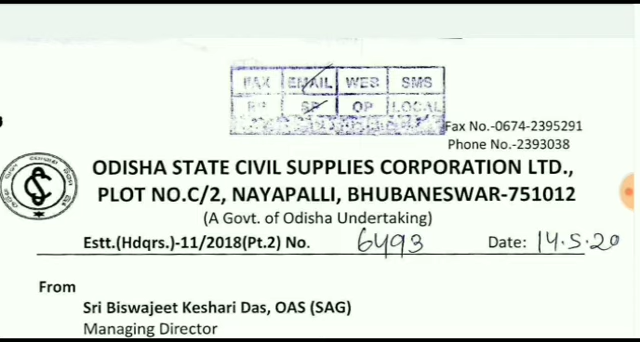 FAX EMAIL WEB SMS
RP SP OP LOCAL
Fax No.-0674-2395291
Phone No.-2393038
ODISHA STATE CIVIL SUPPLIES CORPORATION LTD.,
PLOT NO.C/2, NAYAPALLI, BHUBANESWAR-751012
(A Govt. of Odisha Undertaking)
Estt.(Hdqrs.)-11/2018(Pt.2) No. 6493 Date: 14.5.20
From
Sri Biswajeet Keshari Das, OAS (SAG)
Managing Director